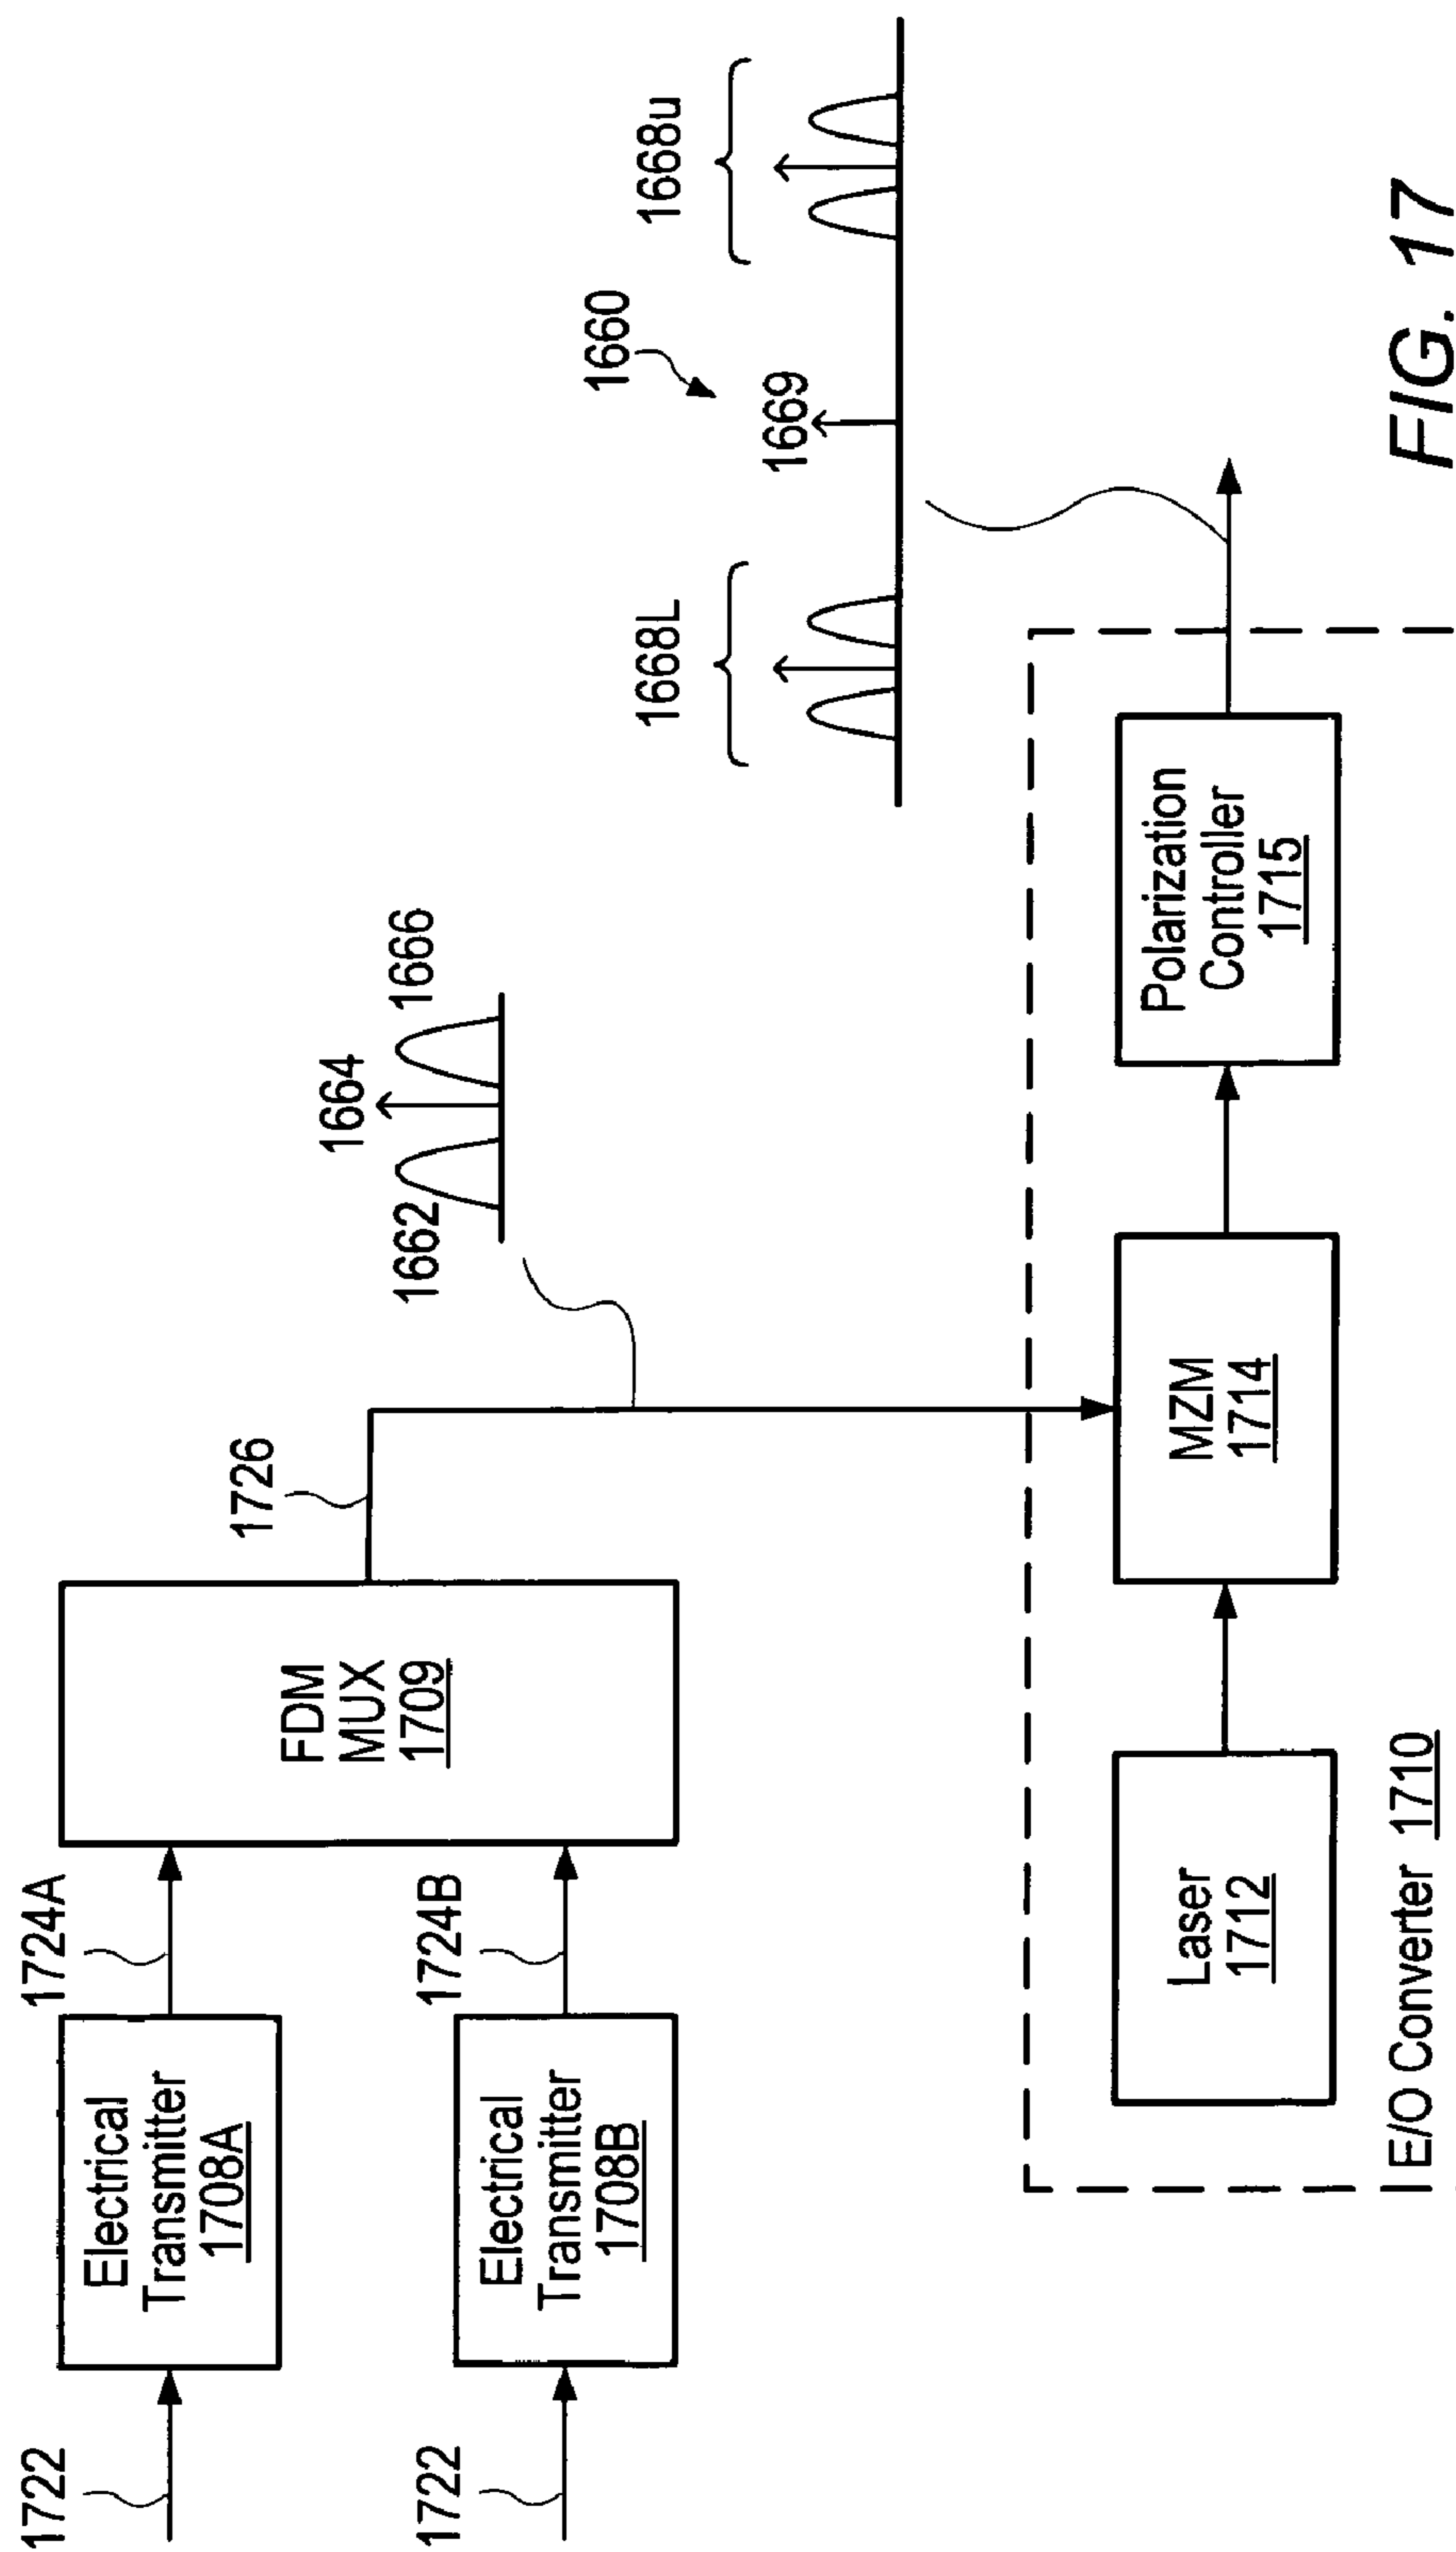 1722
Electrical
Transmitter
1708A
1724A
1722
Electrical
Transmitter
1708B
1724B
FDM
MUX
1709
1726
1662
1664
1666
1668L
1660
1669
1668u
Laser
1712
MZM
1714
Polarization
Controller
1715
E/O Converter 1710
FIG. 17